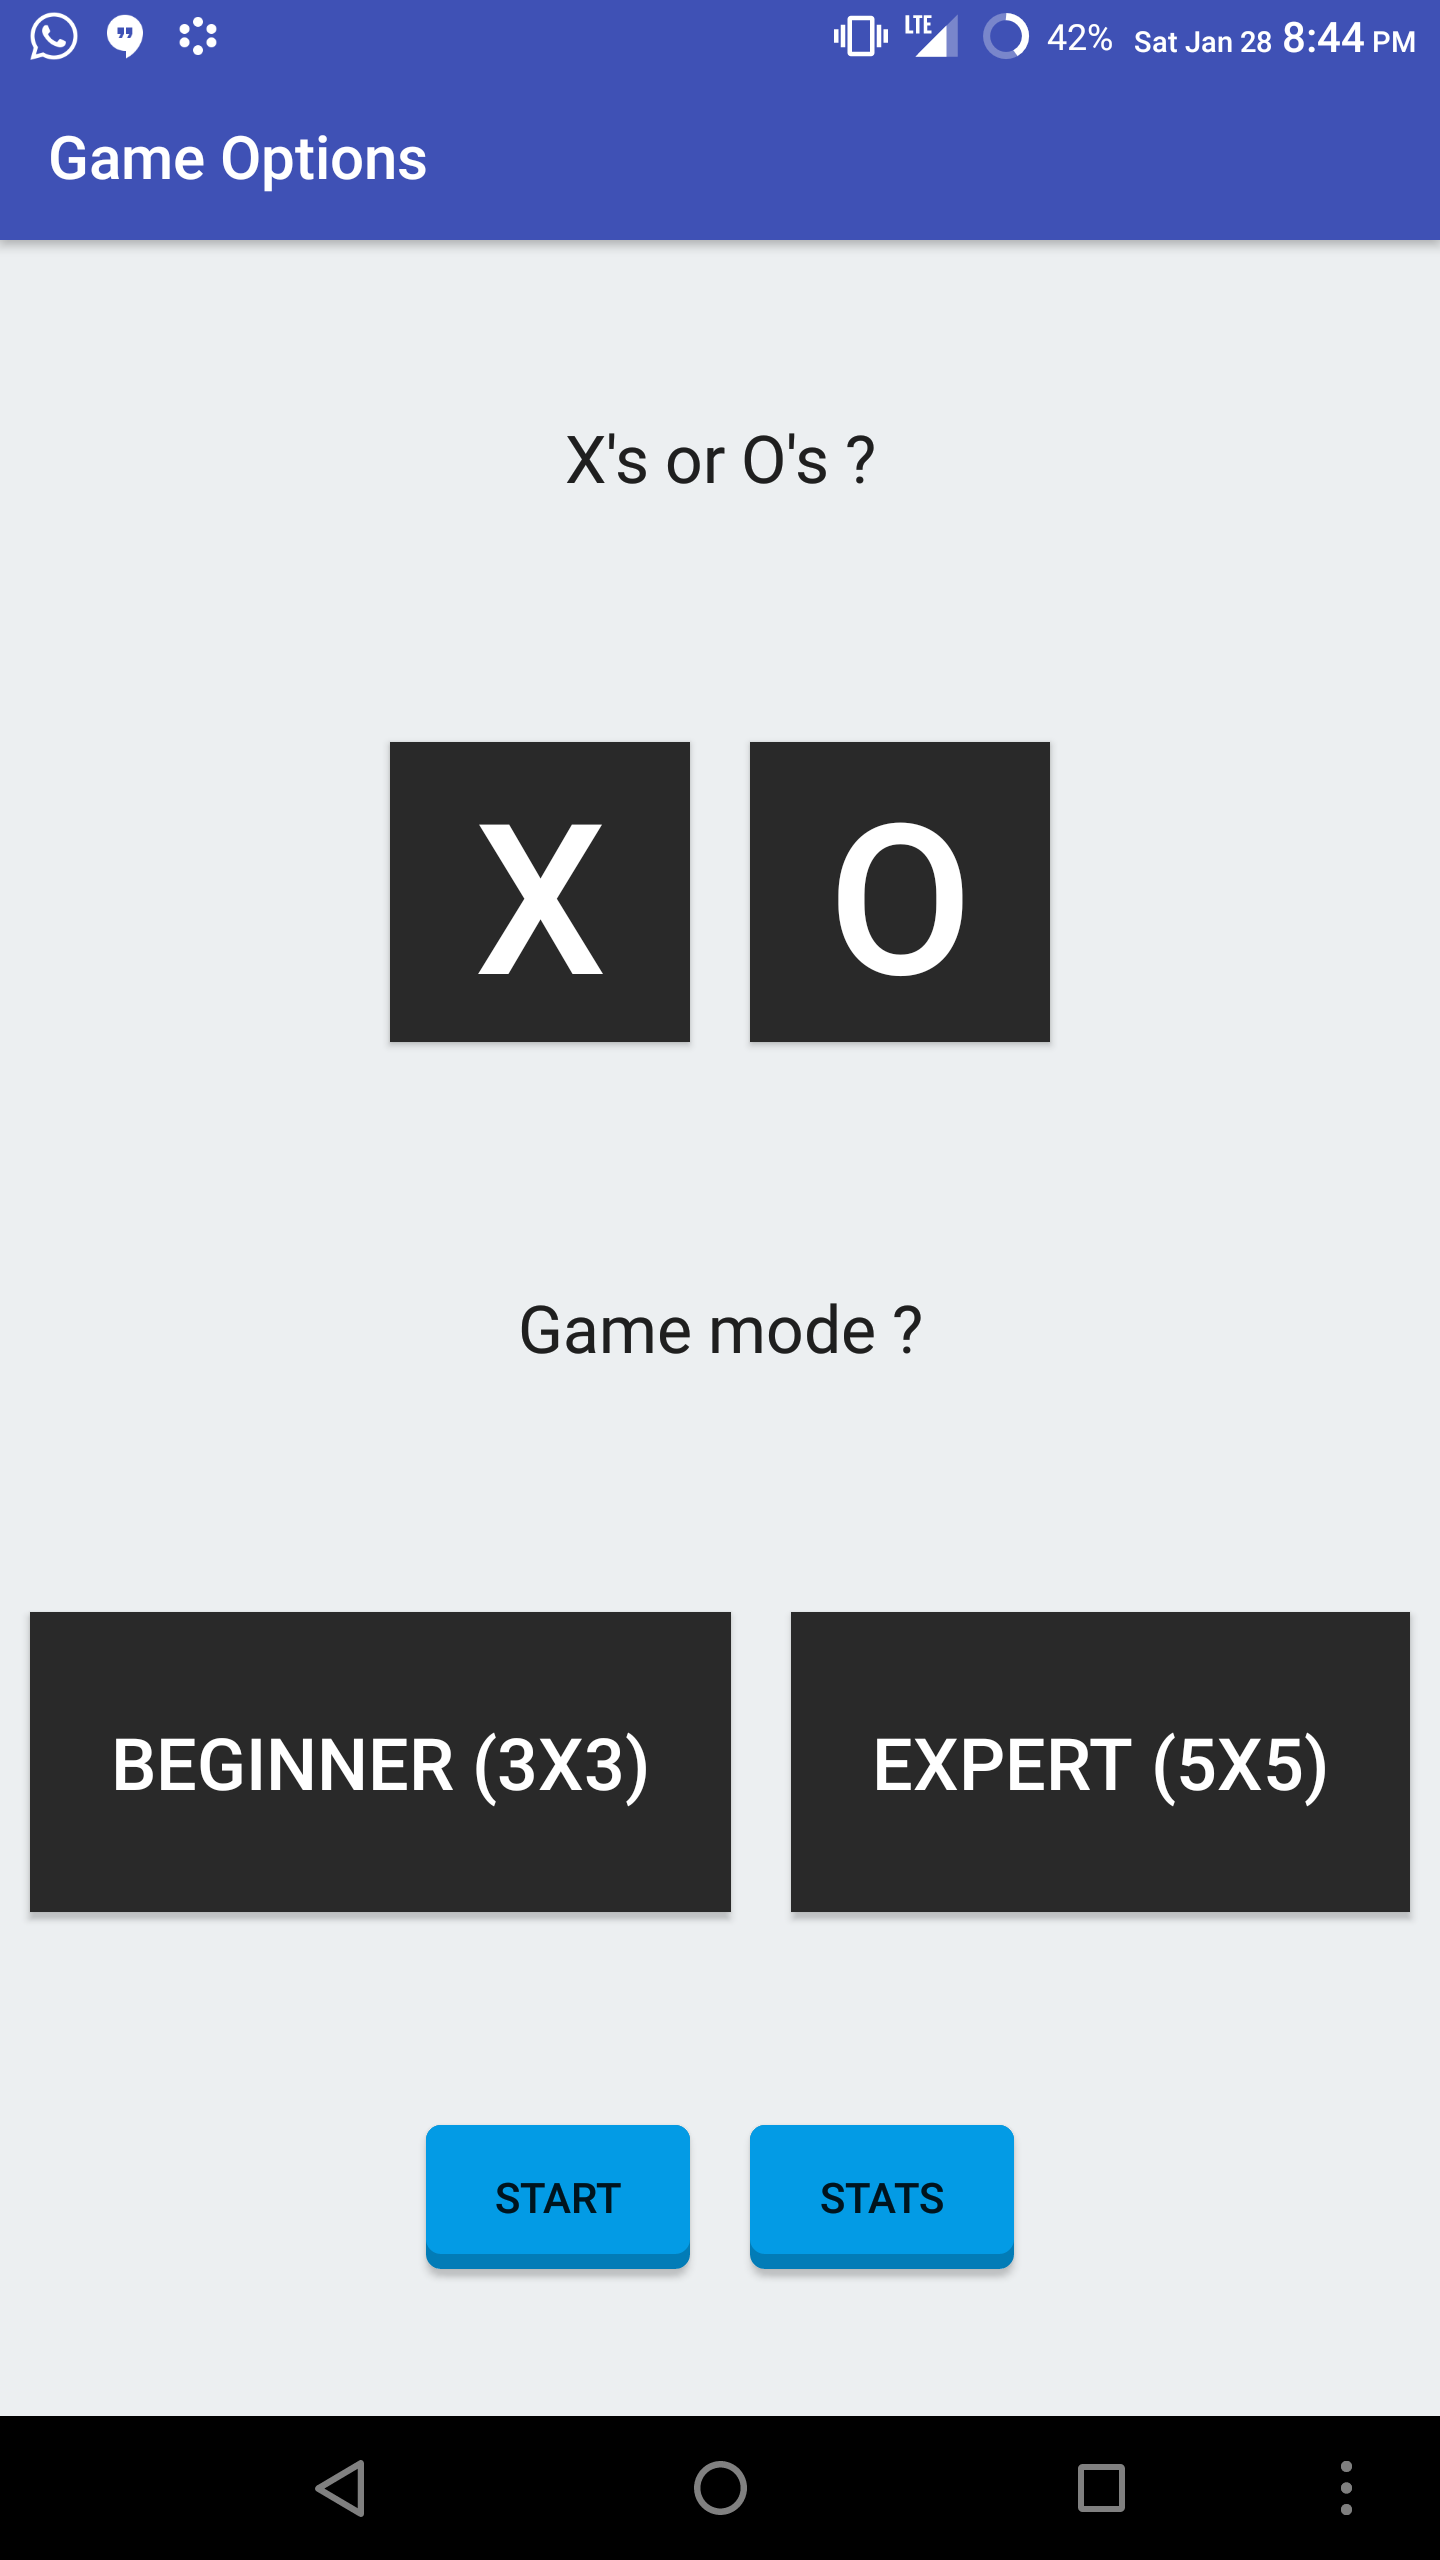 LTE 42% Sat Jan 28 8:44 PM
Game Options
X's or O's ?
X O
Game mode ?
BEGINNER (3X3) EXPERT (5X5)
START STATS